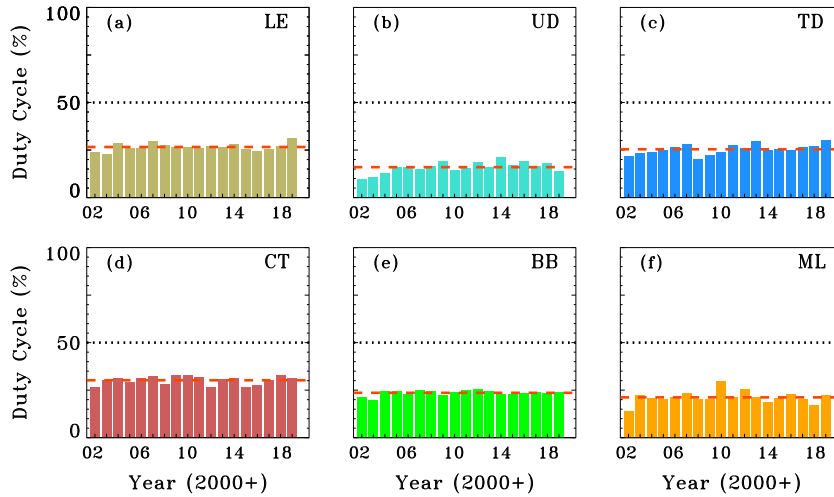 100 (a) LE (b) UD (c) TD
Duty Cycle (%)
50
0
02 06 10 14 18 02 06 10 14 18 02 06 10 14 18
100 (d) CT (e) BB (f) ML
Duty Cycle (%)
50
0
02 06 10 14 18 02 06 10 14 18 02 06 10 14 18
Year (2000+) Year (2000+) Year (2000+)